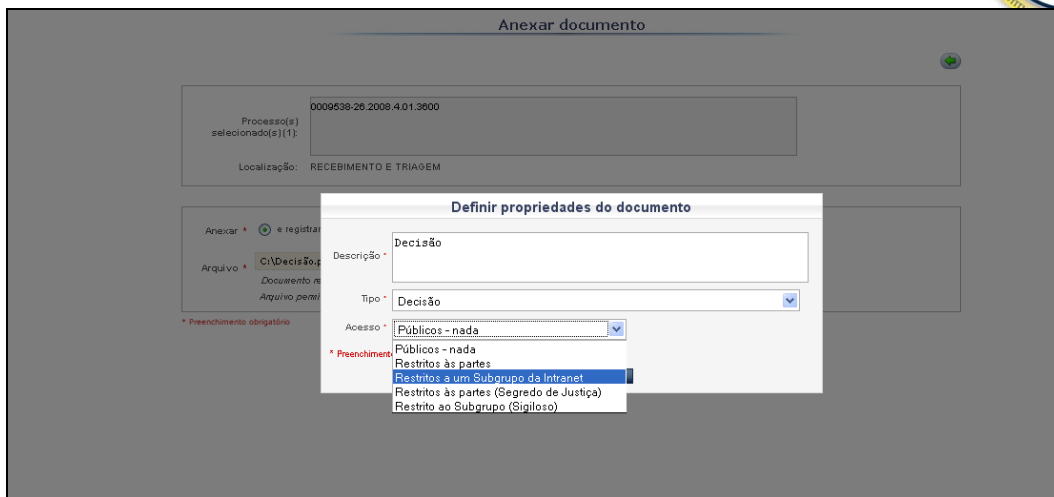 Anexar documento
0009538-26.2008.4.01.3600
Processo(s)
selecionado(s)(1):
Localização: RECEBIMENTO E TRIAGEM
Definir propriedades do documento
Anexar * e registrar
Arquivo * C:\Decisão.p
Documento
Arquivo
* Preenchimento obrigatório
Descrição * Decisão
Tipo * Decisão
Acesso * Públicos - nada
* Preenchimento
Públicos - nada
Restritos às partes
Restritos a um Subgrupo da Intranet
Restritos às partes (Segredo de Justiça)
Restrito ao Subgrupo (Sigiloso)